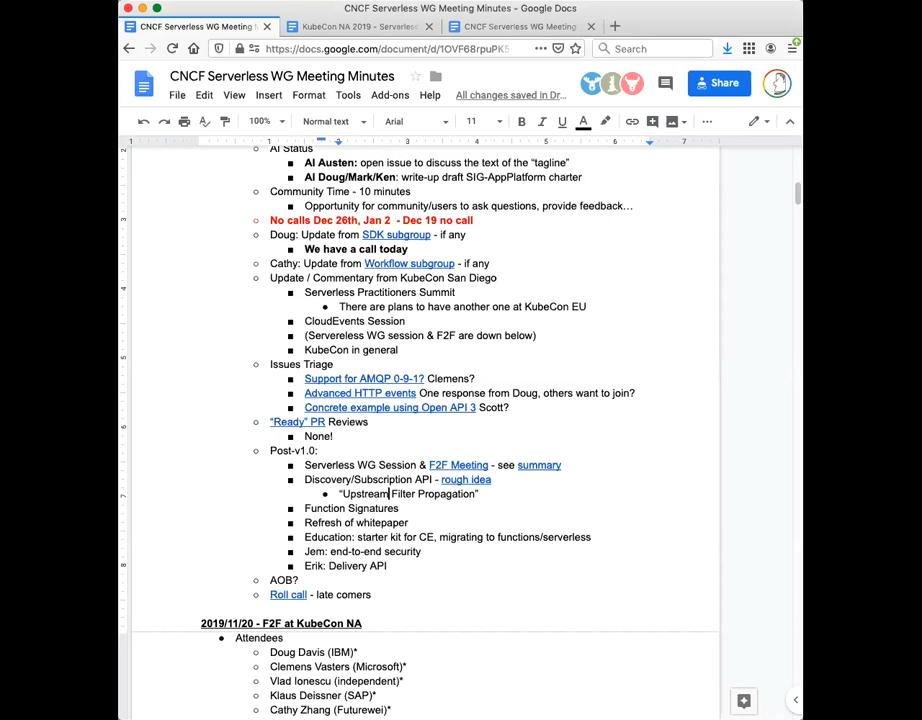 CNCF Serverless WG Meeting Minutes
CNCF Serverless WG Meeting M
KubeCon NA 2019 - Serverless
CNCF Serverless WG Meeting Minu
https://docs.google.com/document/d/1OVF68rpuPK5
Search
CNCF Serverless WG Meeting Minutes
File Edit View Insert Format Tools Add-ons Help All changes saved in Dr...
Share
100% Normal text Arial 11 B I U A
1 1 2 3 4 5 6 7
AI Status
AI Austen: open issue to discuss the text of the “tagline”
AI Doug/Mark/Ken: write-up draft SIG-AppPlatform charter
Community Time - 10 minutes
Opportunity for community/users to ask questions, provide feedback…
No calls Dec 26th, Jan 2 - Dec 19 no call
Doug: Update from SDK subgroup - if any
We have a call today
Cathy: Update from Workflow subgroup - if any
Update / Commentary from KubeCon San Diego
Serverless Practitioners Summit
There are plans to have another one at KubeCon EU
CloudEvents Session
(Servereless WG session & F2F are down below)
KubeCon in general
Issues Triage
Support for AMQP 0-9-1? Clemens?
Advanced HTTP events One response from Doug, others want to join?
Concrete example using Open API 3 Scott?
“Ready” PR Reviews
None!
Post-v1.0:
Serverless WG Session & F2F Meeting - see summary
Discovery/Subscription API - rough idea
“Upstream Filter Propagation”
Function Signatures
Refresh of whitepaper
Education: starter kit for CE, migrating to functions/serverless
Jem: end-to-end security
Erik: Delivery API
AOB?
Roll call - late comers
2019/11/20 - F2F at KubeCon NA
Attendees
Doug Davis (IBM)*
Clemens Vasters (Microsoft)*
Vlad Ionescu (independent)*
Klaus Deissner (SAP)*
Cathy Zhang (Futurewei)*